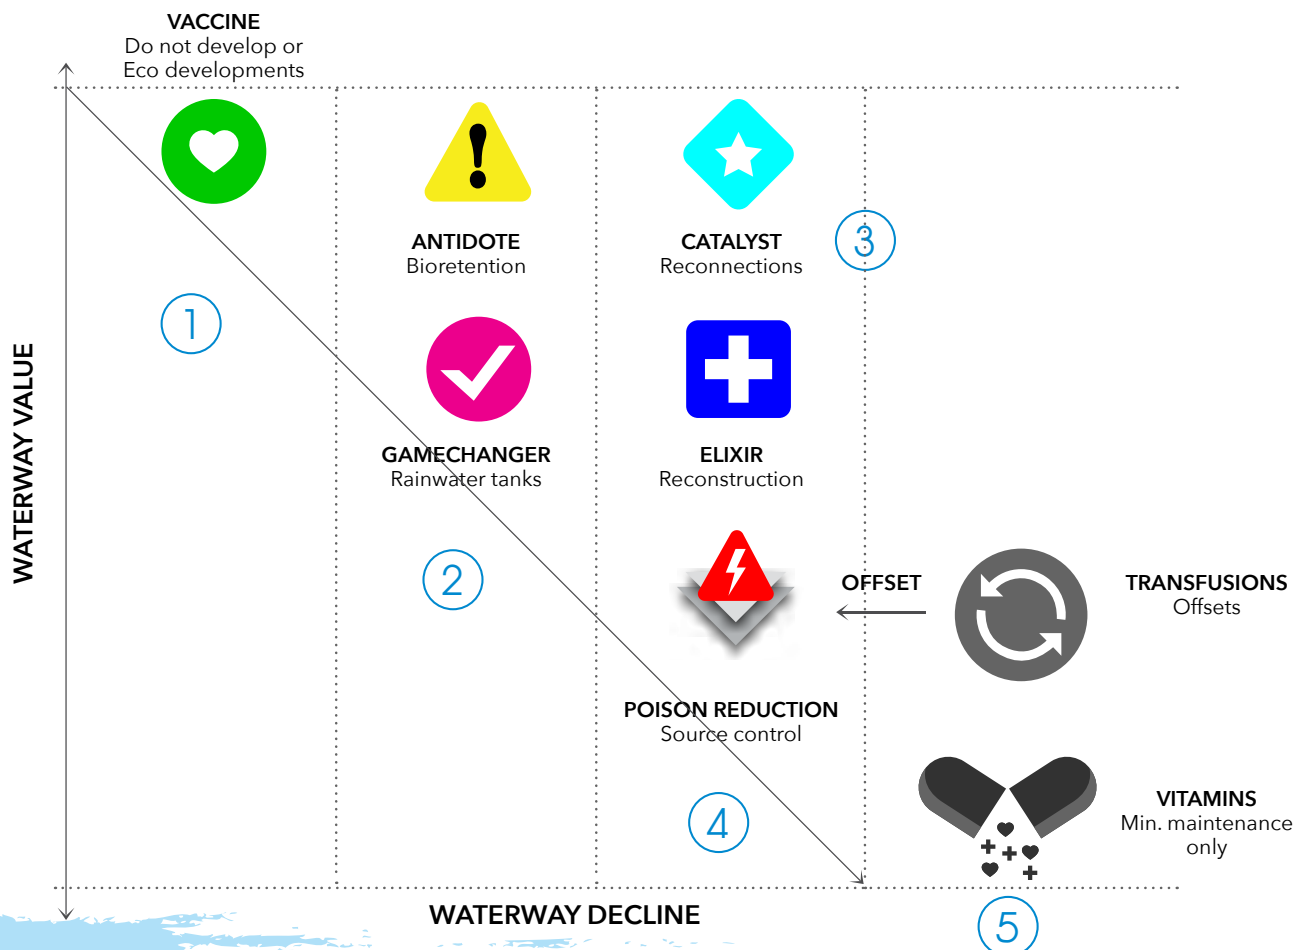 VACCINE
Do not develop or
Eco developments
ANTIDOTE
Bioretention
CATALYST
Reconnections
3
1
WATERWAY VALUE
GAMECHANGER
Rainwater tanks
ELIXIR
Reconstruction
2
OFFSET
TRANSFUSIONS
Offsets
POISON REDUCTION
Source control
4
VITAMINS
Min. maintenance
only
WATERWAY DECLINE
5